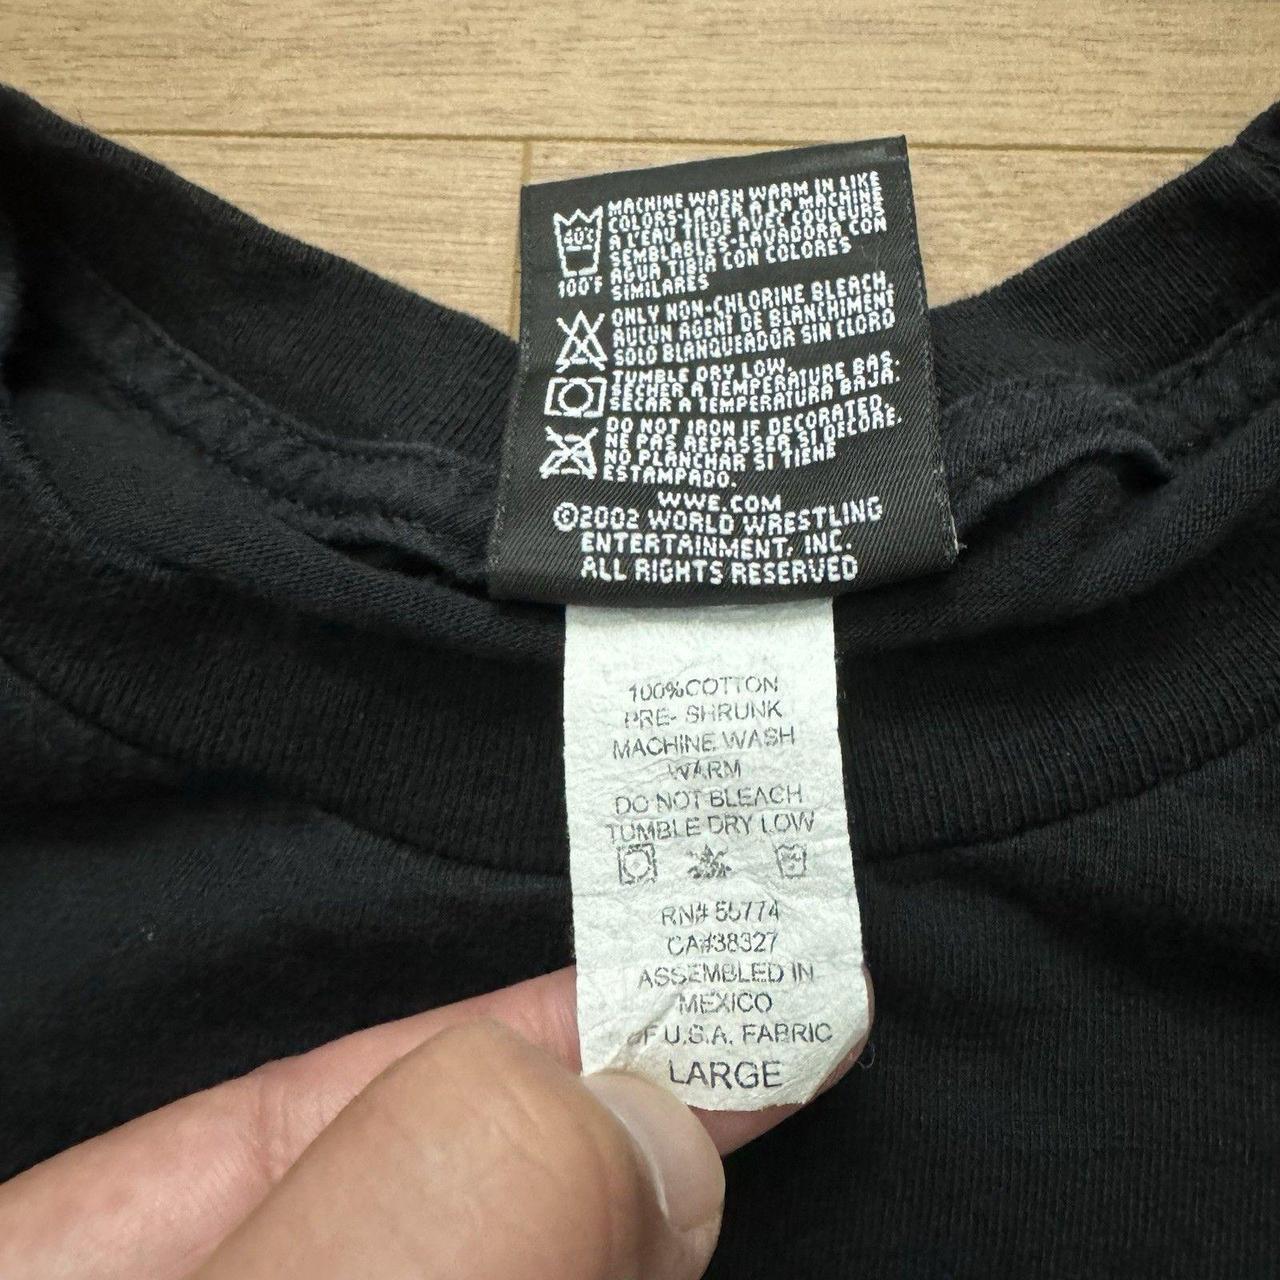 MACHINE WASH WARM IN LIKE
COLORS-LAVER A LA MACHINE
A L'EAU TIEDE AVEC COULEURS
SEMBLABLES-LAVADORA CON
AGUA TIBIA CON COLORES
SIMILARES
40°C
100°F
ONLY NON-CHLORINE BLEACH.
AUCUN AGENT DE BLANCHIMENT
SOLO BLANQUEADOR SIN CLORO
TUMBLE DRY LOW.
SECHER A TEMPERATURE BAS.
SECAR A TEMPERATURA BAJA.
DO NOT IRON IF DECORATED.
NE PAS REPASSER SI DECORE.
NO PLANCHAR SI TIENE
ESTAMPADO.
WWE.COM
©2002 WORLD WRESTLING
ENTERTAINMENT, INC.
ALL RIGHTS RESERVED
100%COTTON
PRE- SHRUNK
MACHINE WASH
WARM
DO NOT BLEACH
TUMBLE DRY LOW
RN# 55774
CA#38327
ASSEMBLED IN
MEXICO
OF U.S.A. FABRIC
LARGE